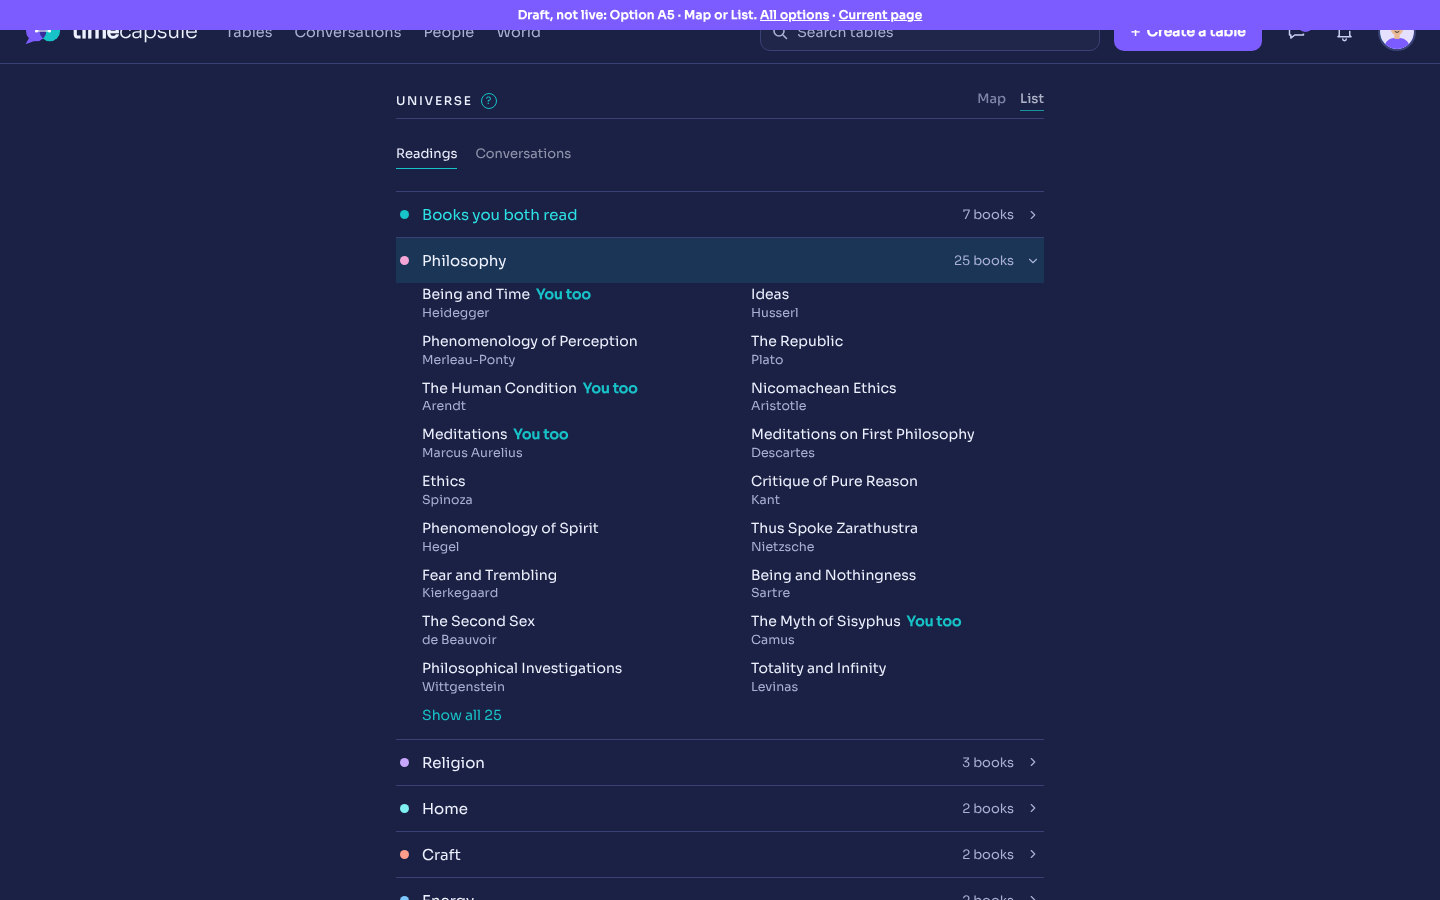 Draft, not live: Option A5 · Map or List. All options · Current page
timecapsule Tables Conversations People World Search tables + Create a table
UNIVERSE ? Map List
Readings Conversations
Books you both read 7 books
Philosophy 25 books
Being and Time You too
Heidegger
Ideas
Husserl
Phenomenology of Perception
Merleau-Ponty
The Republic
Plato
The Human Condition You too
Arendt
Nicomachean Ethics
Aristotle
Meditations You too
Marcus Aurelius
Meditations on First Philosophy
Descartes
Ethics
Spinoza
Critique of Pure Reason
Kant
Phenomenology of Spirit
Hegel
Thus Spoke Zarathustra
Nietzsche
Fear and Trembling
Kierkegaard
Being and Nothingness
Sartre
The Second Sex
de Beauvoir
The Myth of Sisyphus You too
Camus
Philosophical Investigations
Wittgenstein
Totality and Infinity
Levinas
Show all 25
Religion 3 books
Home 2 books
Craft 2 books
Energy 2 books